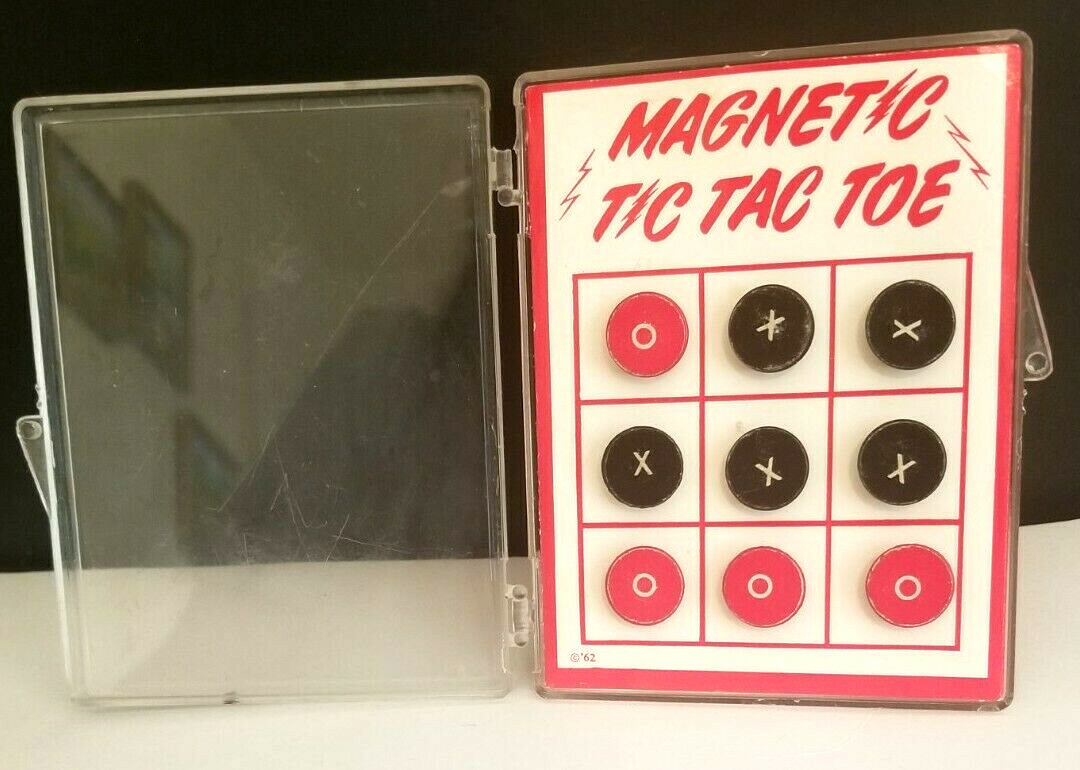 MAGNETIC
TIC TAC TOE
O X X
X X X
O O O
©'62